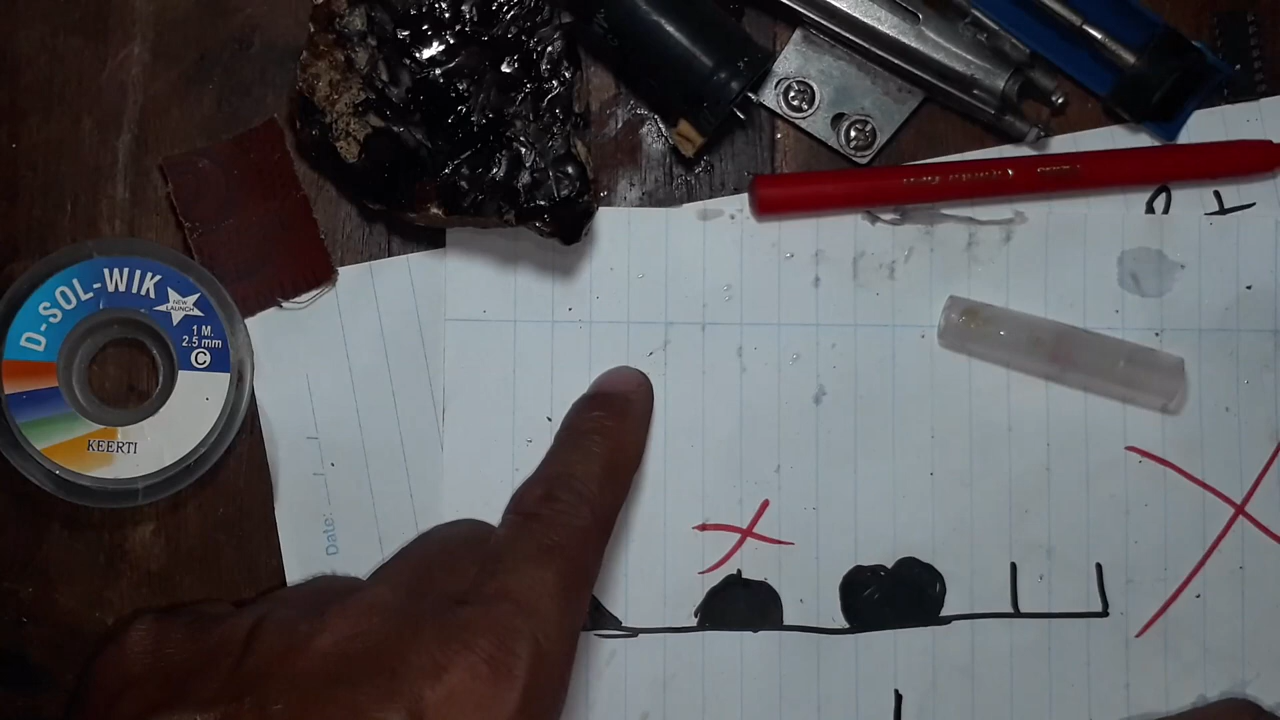 D-SOL-WIK
NEW
LAUNCH
1 M.
2.5 mm
C
KEERTI
Date: